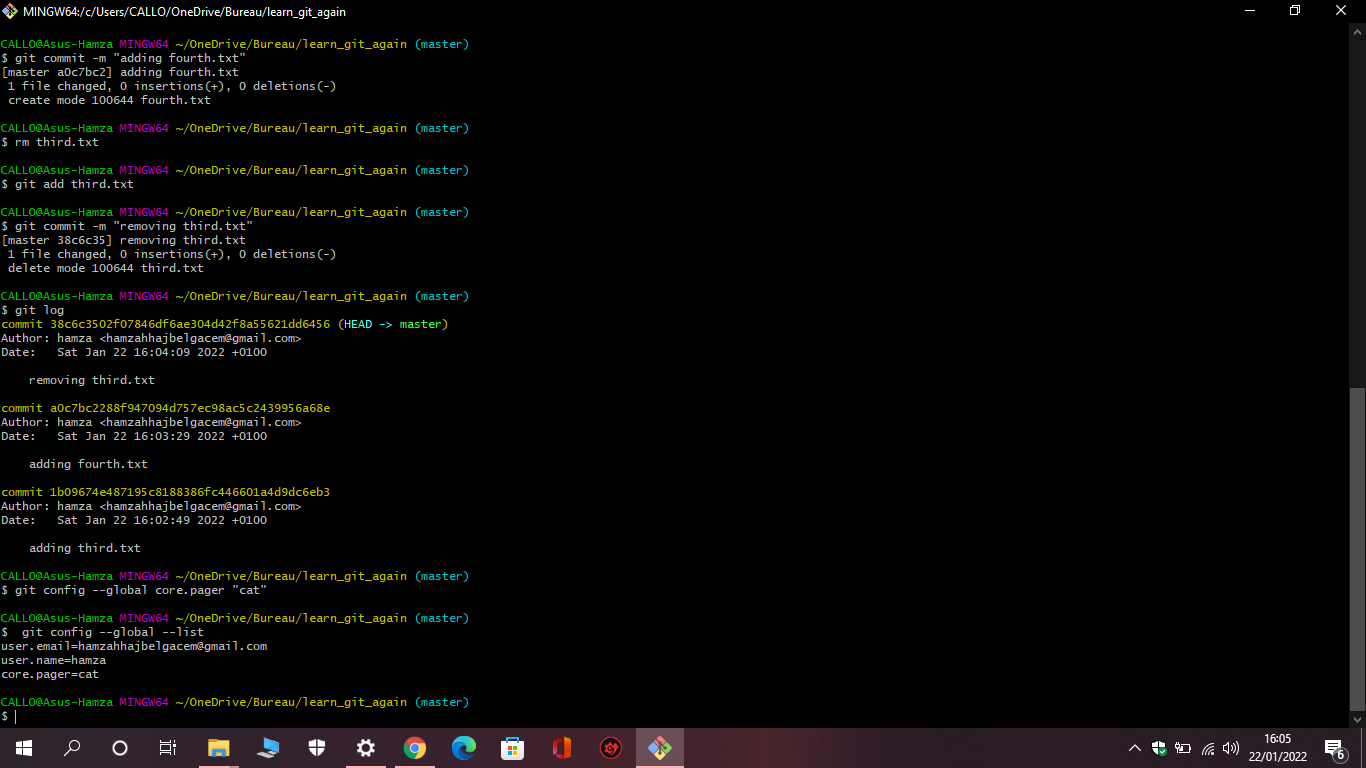 MINGW64:/c/Users/CALLO/OneDrive/Bureau/learn_git_again
CALLO@Asus-Hamza MINGW64 ~/OneDrive/Bureau/learn_git_again (master)
$ git commit -m "adding fourth.txt"
[master a0c7bc2] adding fourth.txt
 1 file changed, 0 insertions(+), 0 deletions(-)
 create mode 100644 fourth.txt
CALLO@Asus-Hamza MINGW64 ~/OneDrive/Bureau/learn_git_again (master)
$ rm third.txt
CALLO@Asus-Hamza MINGW64 ~/OneDrive/Bureau/learn_git_again (master)
$ git add third.txt
CALLO@Asus-Hamza MINGW64 ~/OneDrive/Bureau/learn_git_again (master)
$ git commit -m "removing third.txt"
[master 38c6c35] removing third.txt
 1 file changed, 0 insertions(+), 0 deletions(-)
 delete mode 100644 third.txt
CALLO@Asus-Hamza MINGW64 ~/OneDrive/Bureau/learn_git_again (master)
$ git log
commit 38c6c3502f07846df6ae304d42f8a55621dd6456 (HEAD -> master)
Author: hamza <hamzahhajbelgacem@gmail.com>
Date:   Sat Jan 22 16:04:09 2022 +0100
    removing third.txt
commit a0c7bc2288f947094d757ec98ac5c2439956a68e
Author: hamza <hamzahhajbelgacem@gmail.com>
Date:   Sat Jan 22 16:03:29 2022 +0100
    adding fourth.txt
commit 1b09674e487195c8188386fc446601a4d9dc6eb3
Author: hamza <hamzahhajbelgacem@gmail.com>
Date:   Sat Jan 22 16:02:49 2022 +0100
    adding third.txt
CALLO@Asus-Hamza MINGW64 ~/OneDrive/Bureau/learn_git_again (master)
$ git config --global core.pager "cat"
CALLO@Asus-Hamza MINGW64 ~/OneDrive/Bureau/learn_git_again (master)
$  git config --global --list
user.email=hamzahhajbelgacem@gmail.com
user.name=hamza
core.pager=cat
CALLO@Asus-Hamza MINGW64 ~/OneDrive/Bureau/learn_git_again (master)
$
16:05
22/01/2022
6